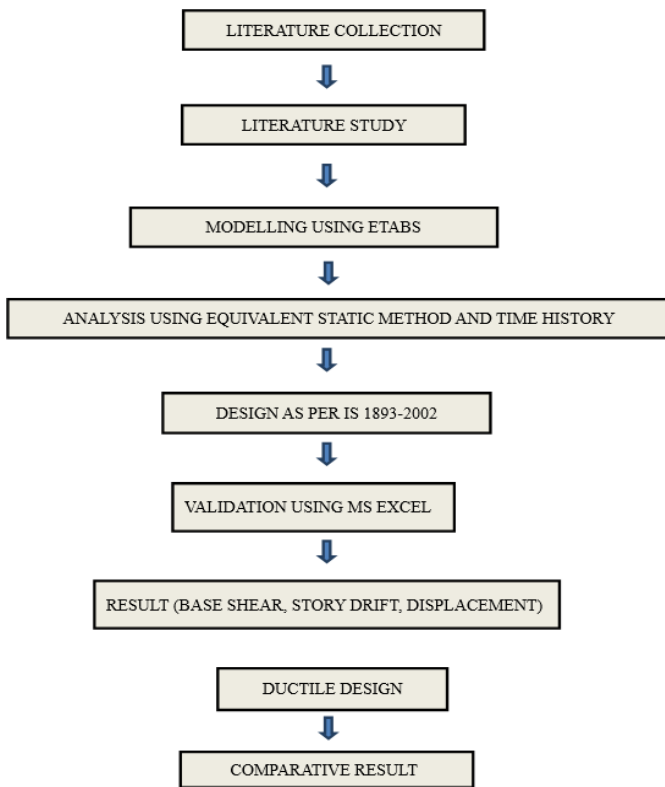 LITERATURE COLLECTION
LITERATURE STUDY
MODELLING USING ETABS
ANALYSIS USING EQUIVALENT STATIC METHOD AND TIME HISTORY
DESIGN AS PER IS 1893-2002
VALIDATION USING MS EXCEL
RESULT (BASE SHEAR, STORY DRIFT, DISPLACEMENT)
DUCTILE DESIGN
COMPARATIVE RESULT